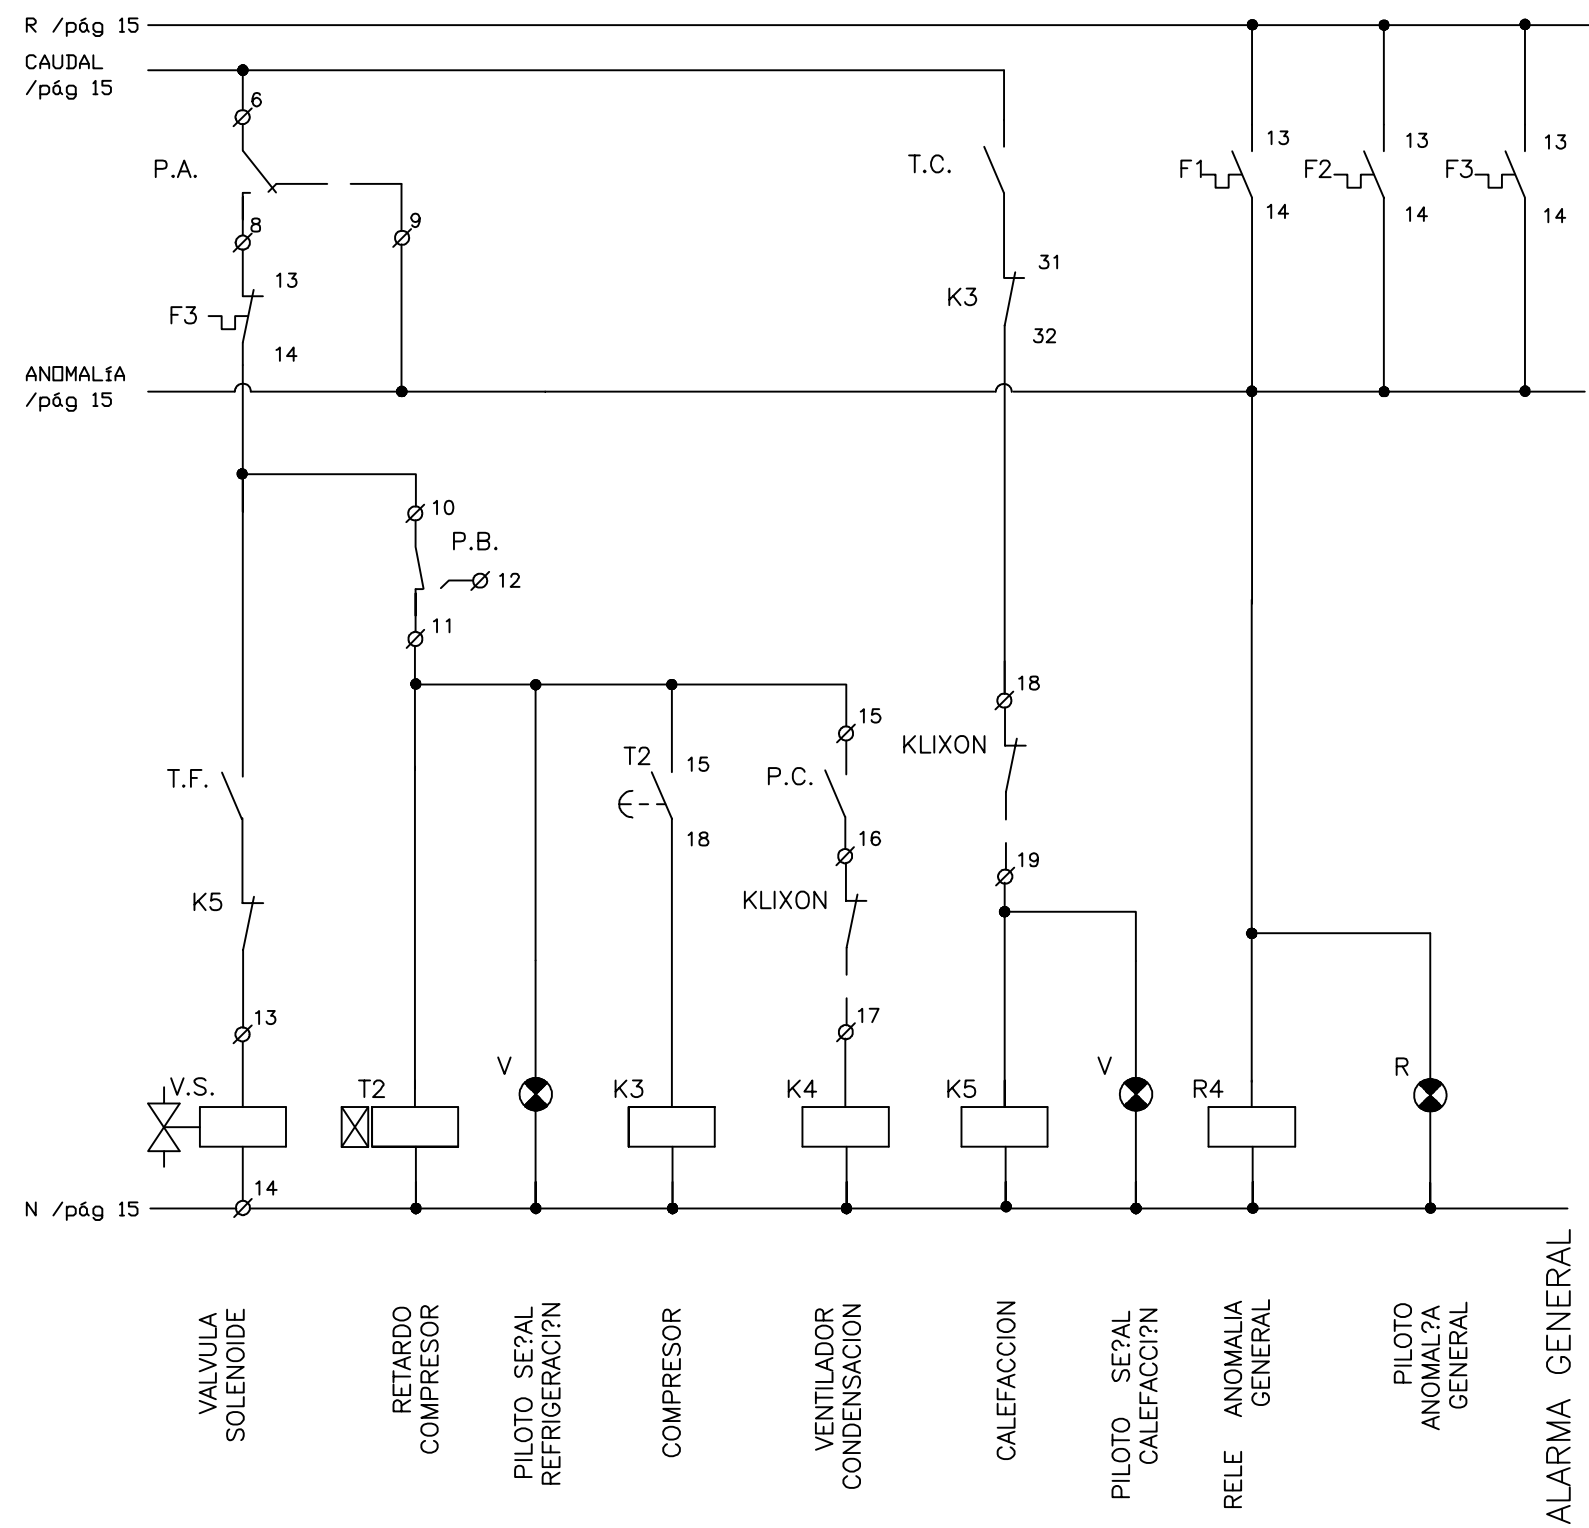 R /pág 15
CAUDAL
/pág 15
6
P.A.
8
9
13
F3
14
T.C.
31
K3
32
13
F1
14
13
F2
14
13
F3
14
ANOMALíA
/pág 15
10
P.B.
12
11
T.F.
K5
13
T2
15
18
15
P.C.
16
KLIXON
17
18
KLIXON
19
V.S.
T2
V
K3
K4
K5
V
R4
R
N /pág 15
14
VALVULA
SOLENOIDE
RETARDO
COMPRESOR
PILOTO SE?AL
REFRIGERACI?N
COMPRESOR
VENTILADOR
CONDENSACION
CALEFACCION
PILOTO SE?AL
CALEFACCI?N
RELE ANOMALIA
GENERAL
PILOTO
ANOMAL?A
GENERAL
ALARMA GENERAL